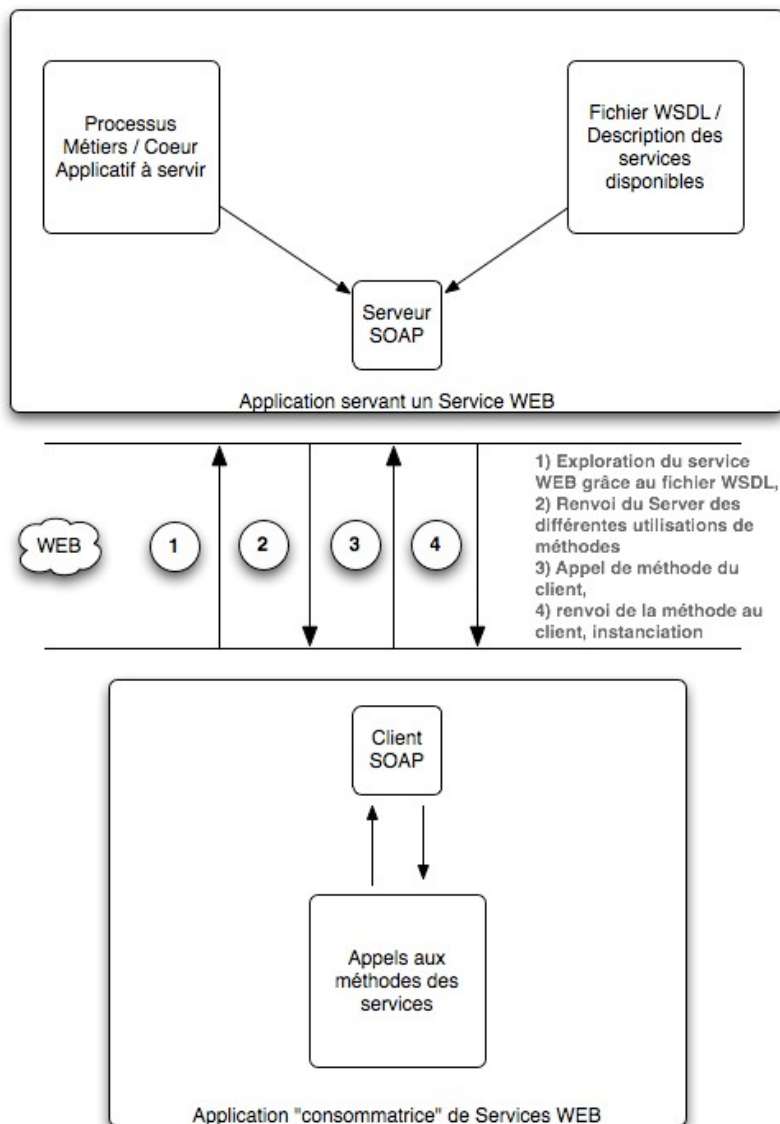 Processus
Métiers / Coeur
Applicatif à servir
Fichier WSDL /
Description des
services
disponibles
Serveur
SOAP
Application servant un Service WEB
WEB
1
2
3
4
1) Exploration du service
WEB grâce au fichier WSDL,
2) Renvoi du Server des
différentes utilisations de
méthodes
3) Appel de méthode du
client,
4) renvoi de la méthode au
client, instanciation
Client
SOAP
Appels aux
méthodes des
services
Application "consommatrice" de Services WEB